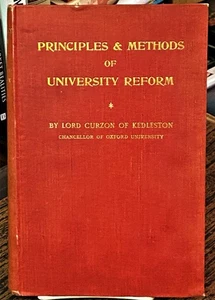 PRINCIPLES & METHODS
OF
UNIVERSITY REFORM
BY LORD CURZON OF KEDLESTON
CHANCELLOR OF OXFORD UNIVERSITY